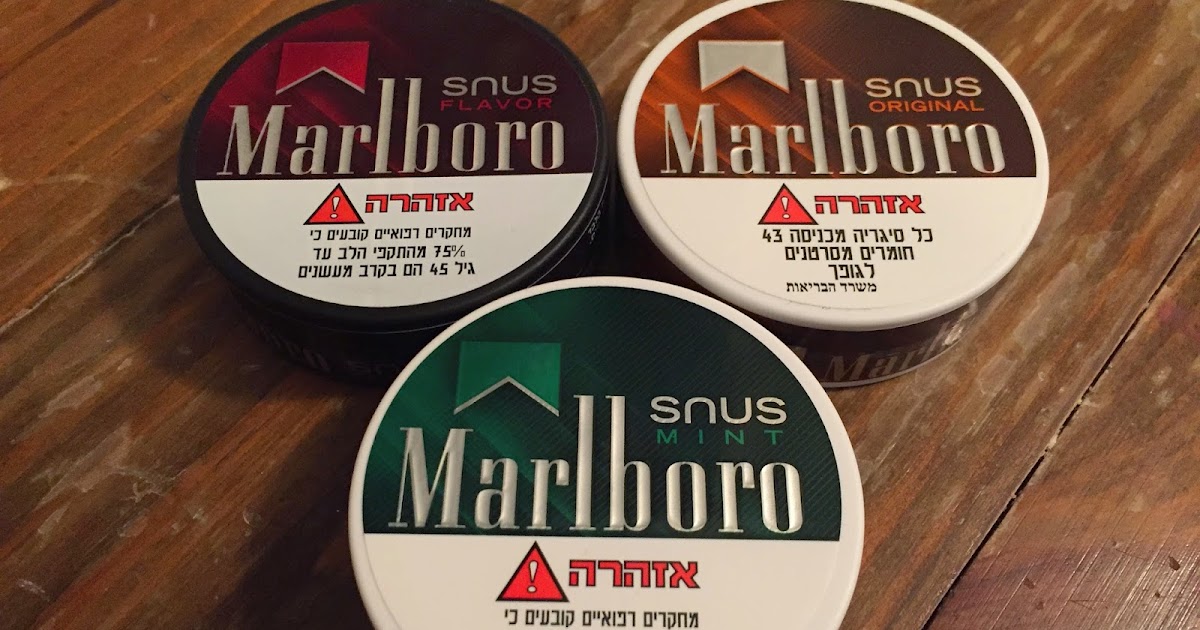 SNUS
FLAVOR
Marlboro
אזהרה
מחקרים רפואיים קובעים כי
75% מהתקפי הלב עד
גיל 45 הם בקרב מעשנים
SNUS
ORIGINAL
Marlboro
אזהרה
כל סיגריה מכניסה 43
חומרים מסרטנים
לגופך
משרד הבריאות
Marlboro
SNUS
MINT
Marlboro
אזהרה
מחקרים רפואיים קובעים כי